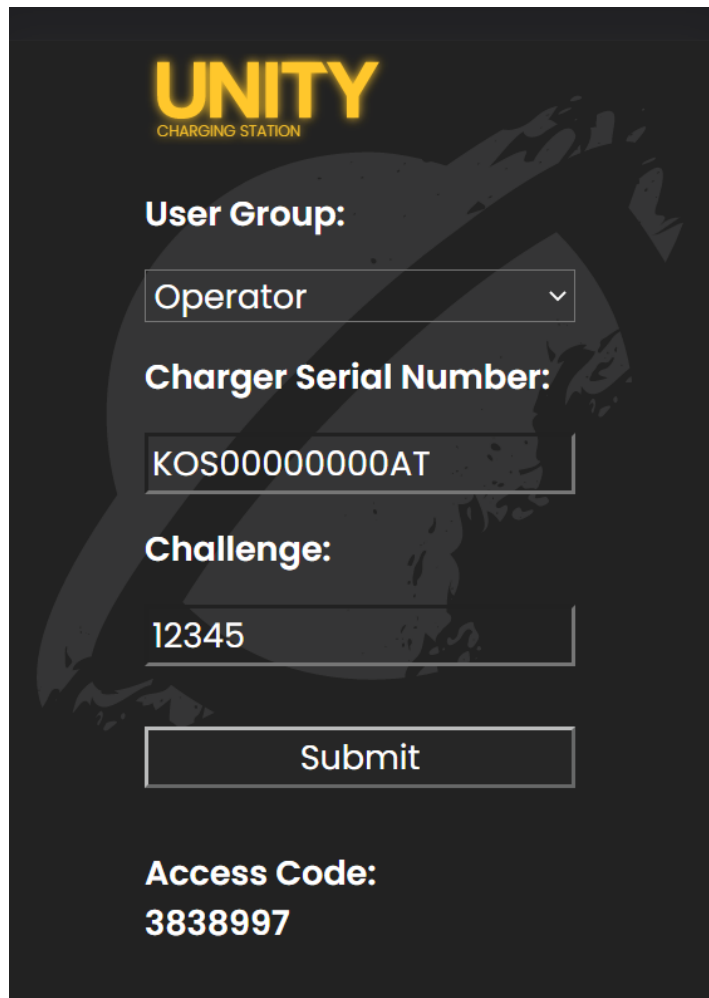 UNITY
CHARGING STATION
User Group:
Operator
Charger Serial Number:
KOS00000000AT
Challenge:
12345
Submit
Access Code:
3838997